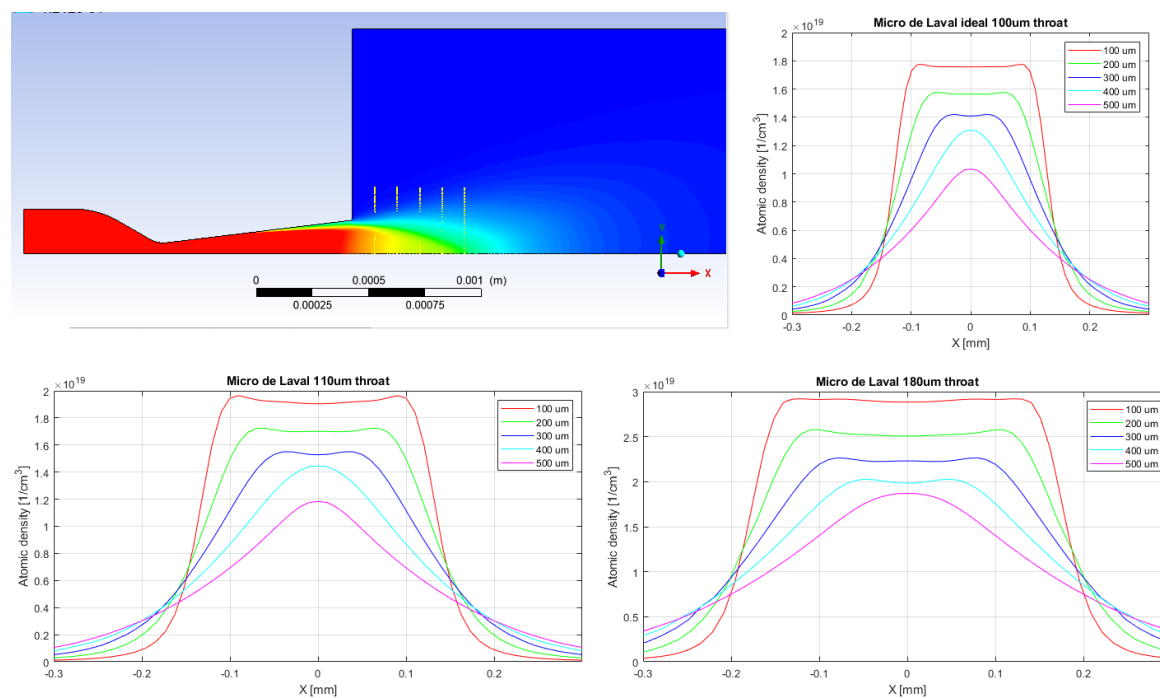 0
0.0005
0.001 (m)
0.00025
0.00075
Y
X
Micro de Laval ideal 100um throat
×10^19
Atomic density [1/cm^3]
2
1.8
1.6
1.4
1.2
1
0.8
0.6
0.4
0.2
0
-0.3 -0.2 -0.1 0 0.1 0.2
X [mm]
100 um
200 um
300 um
400 um
500 um
Micro de Laval 110um throat
×10^19
Atomic density [1/cm^3]
2
1.8
1.6
1.4
1.2
1
0.8
0.6
0.4
0.2
0
-0.3 -0.2 -0.1 0 0.1 0.2
X [mm]
100 um
200 um
300 um
400 um
500 um
Micro de Laval 180um throat
×10^19
Atomic density [1/cm^3]
3
2.5
2
1.5
1
0.5
0
-0.3 -0.2 -0.1 0 0.1 0.2
X [mm]
100 um
200 um
300 um
400 um
500 um